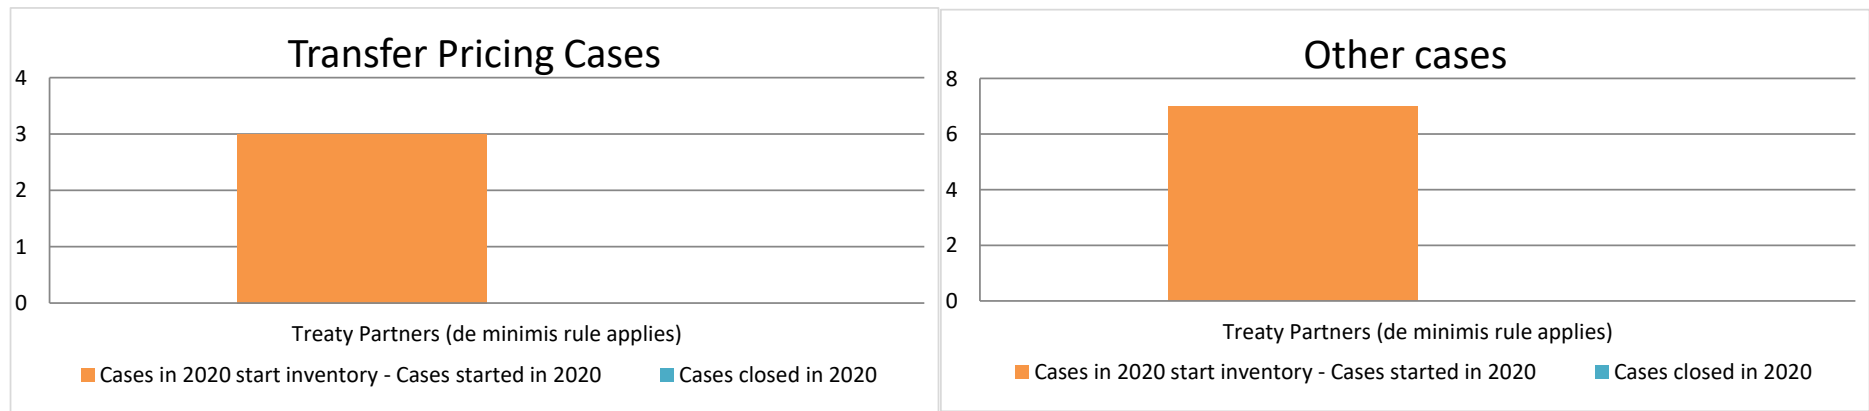 Transfer Pricing Cases
4
3
2
1
0
Treaty Partners (de minimis rule applies)
Cases in 2020 start inventory - Cases started in 2020
Cases closed in 2020
Other cases
8
6
4
2
0
Treaty Partners (de minimis rule applies)
Cases in 2020 start inventory - Cases started in 2020
Cases closed in 2020